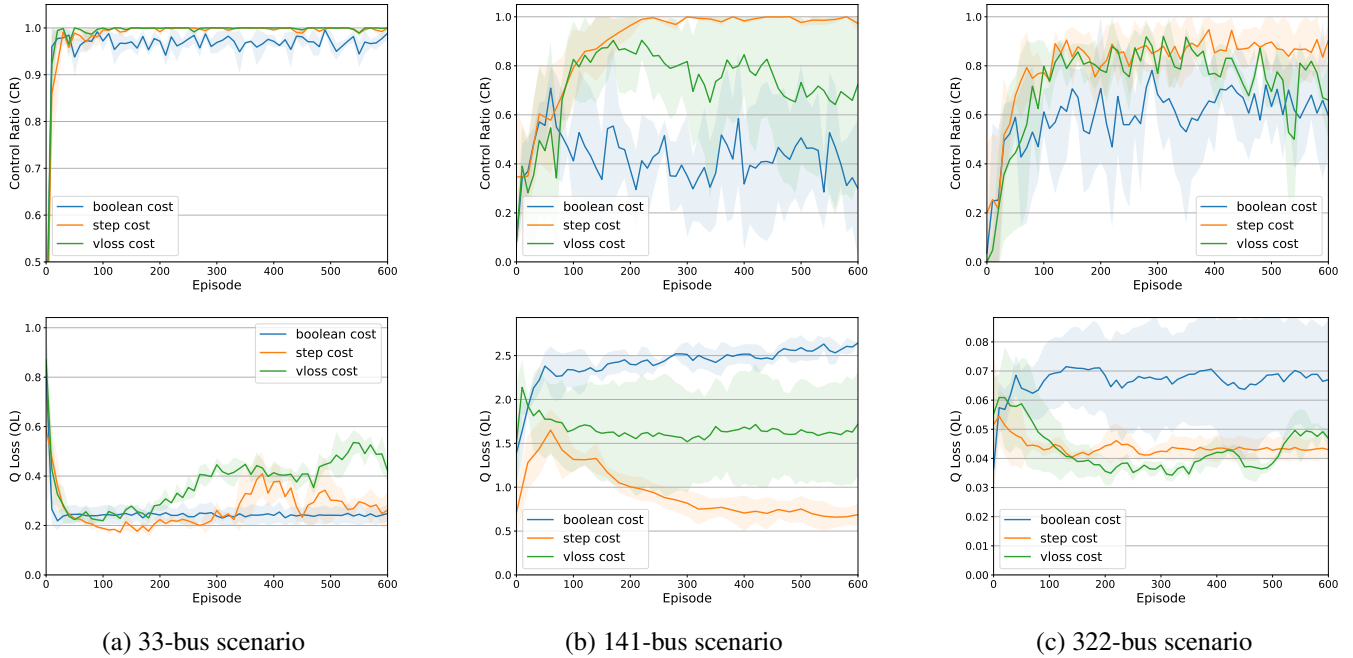 1.0
0.9
0.8
0.7
0.6
0.5
0
100
200
300
400
500
600
Control Ratio (CR)
Episode
boolean cost
step cost
vloss cost
1.0
0.8
0.6
0.4
0.2
0.0
0
100
200
300
400
500
600
Control Ratio (CR)
Episode
boolean cost
step cost
vloss cost
1.0
0.8
0.6
0.4
0.2
0.0
0
100
200
300
400
500
600
Control Ratio (CR)
Episode
boolean cost
step cost
vloss cost
1.0
0.8
0.6
0.4
0.2
0.0
0
100
200
300
400
500
600
Q Loss (QL)
Episode
boolean cost
step cost
vloss cost
2.5
2.0
1.5
1.0
0.5
0.0
0
100
200
300
400
500
600
Q Loss (QL)
Episode
boolean cost
step cost
vloss cost
0.08
0.07
0.06
0.05
0.04
0.03
0.02
0.01
0.00
0
100
200
300
400
500
600
Q Loss (QL)
Episode
boolean cost
step cost
vloss cost
(a) 33-bus scenario
(b) 141-bus scenario
(c) 322-bus scenario